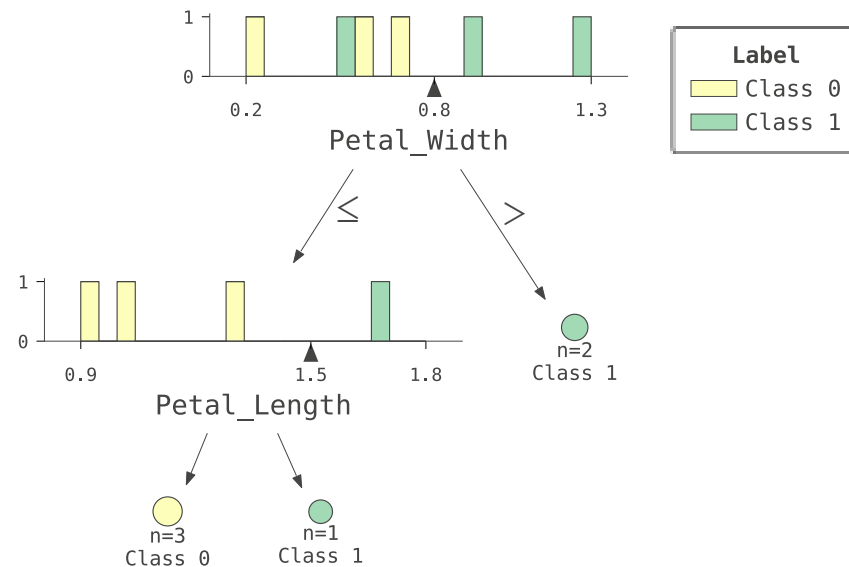 1
0
0.2
0.8
1.3
Petal_Width
Label
Class 0
Class 1
≤
>
1
0
0.9
1.5
1.8
Petal_Length
n=2
Class 1
n=3
Class 0
n=1
Class 1